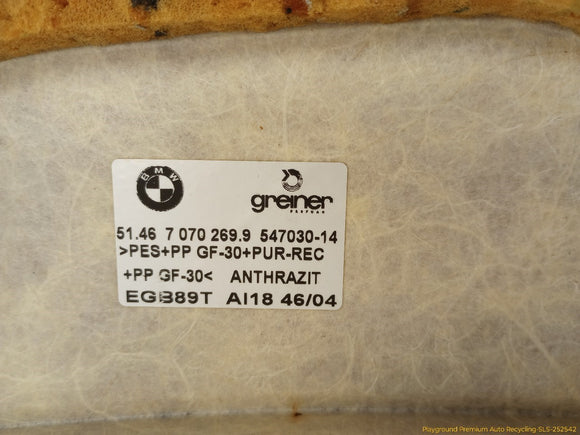 BMW
greiner
PERFOAM
51.46 7 070 269.9 547030-14
>PES+PP GF-30+PUR-REC
+PP GF-30< ANTHRAZIT
EGB89T AI18 46/04
Playground Premium Auto Recycling-SLS-252542